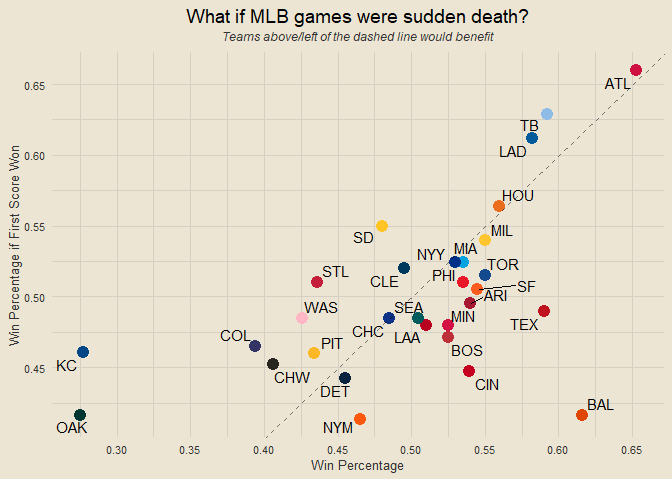 What if MLB games were sudden death?
Teams above/left of the dashed line would benefit
Win Percentage if First Score Won
0.65
0.60
0.55
0.50
0.45
ATL
TB
LAD
HOU
SD
MIL
NYY
MIA
STL
CLE
PHI
TOR
SF
ARI
WAS
SEA
CHC
LAA
MIN
TEX
COL
PIT
BOS
KC
CHW
DET
CIN
OAK
NYM
BAL
0.30
0.35
0.40
0.45
0.50
0.55
0.60
0.65
Win Percentage